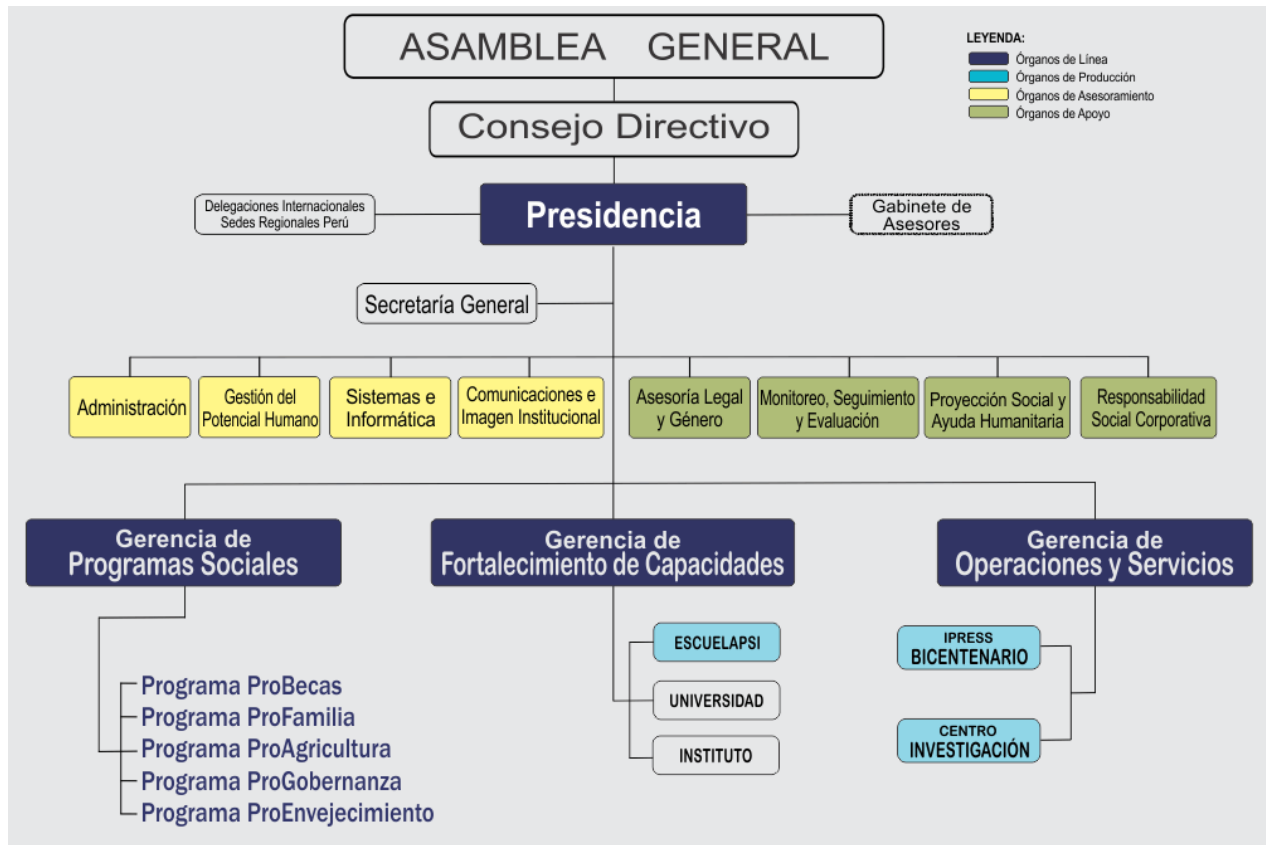 ASAMBLEA GENERAL
LEYENDA:
Órganos de Línea
Órganos de Producción
Órganos de Asesoramiento
Órganos de Apoyo
Consejo Directivo
Delegaciones Internacionales
Sedes Regionales Perú
Presidencia
Gabinete de
Asesores
Secretaría General
Administración
Gestión del
Potencial Humano
Sistemas e
Informática
Comunicaciones e
Imagen Institucional
Asesoría Legal
y Género
Monitoreo, Seguimiento
y Evaluación
Proyección Social y
Ayuda Humanitaria
Responsabilidad
Social Corporativa
Gerencia de
Programas Sociales
Gerencia de
Fortalecimiento de Capacidades
Gerencia de
Operaciones y Servicios
Programa ProBecas
Programa ProFamilia
Programa ProAgricultura
Programa ProGobernanza
Programa ProEnvejecimiento
ESCUELAPSI
UNIVERSIDAD
INSTITUTO
IPRESS
BICENTENARIO
CENTRO
INVESTIGACIÓN